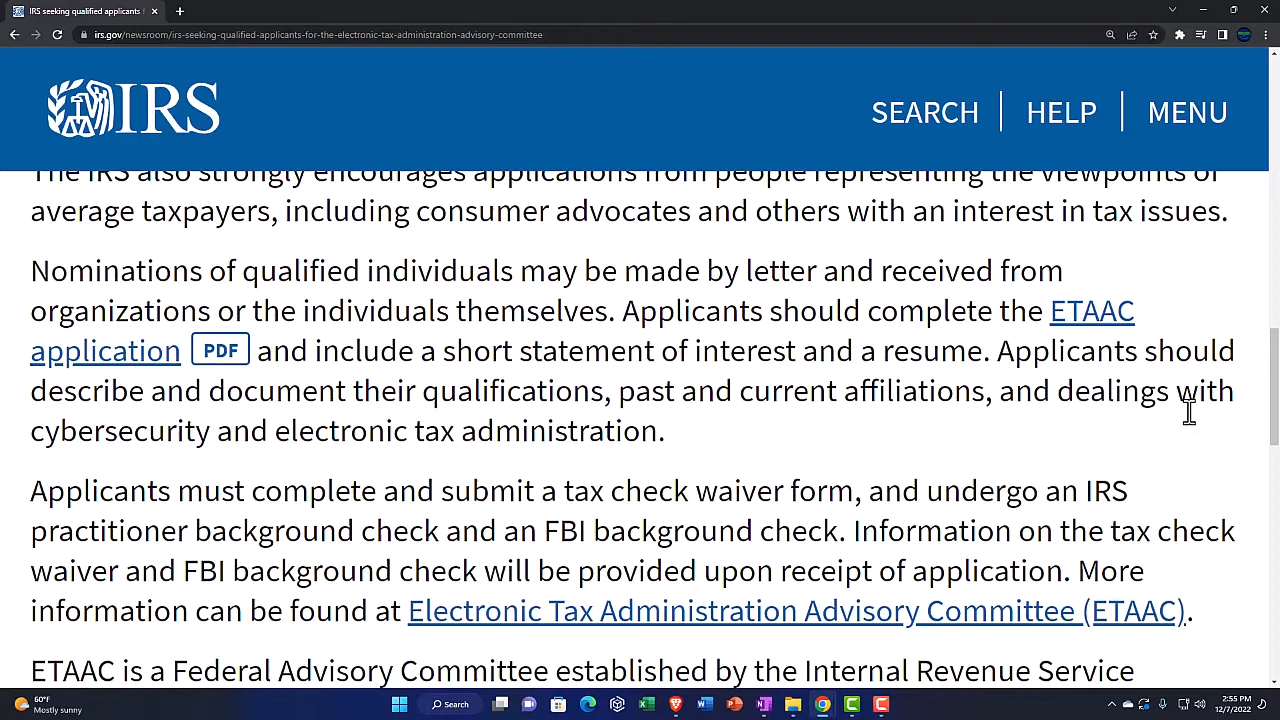 IRS seeking qualified applicants f
irs.gov/newsroom/irs-seeking-qualified-applicants-for-the-electronic-tax-administration-advisory-committee
IRS
SEARCH HELP MENU
The IRS also strongly encourages applications from people representing the viewpoints of
average taxpayers, including consumer advocates and others with an interest in tax issues.
Nominations of qualified individuals may be made by letter and received from
organizations or the individuals themselves. Applicants should complete the ETAAC
application PDF and include a short statement of interest and a resume. Applicants should
describe and document their qualifications, past and current affiliations, and dealings with
cybersecurity and electronic tax administration.
Applicants must complete and submit a tax check waiver form, and undergo an IRS
practitioner background check and an FBI background check. Information on the tax check
waiver and FBI background check will be provided upon receipt of application. More
information can be found at Electronic Tax Administration Advisory Committee (ETAAC).
ETAAC is a Federal Advisory Committee established by the Internal Revenue Service
60°F
Mostly sunny
Search
2:55 PM
12/7/2022